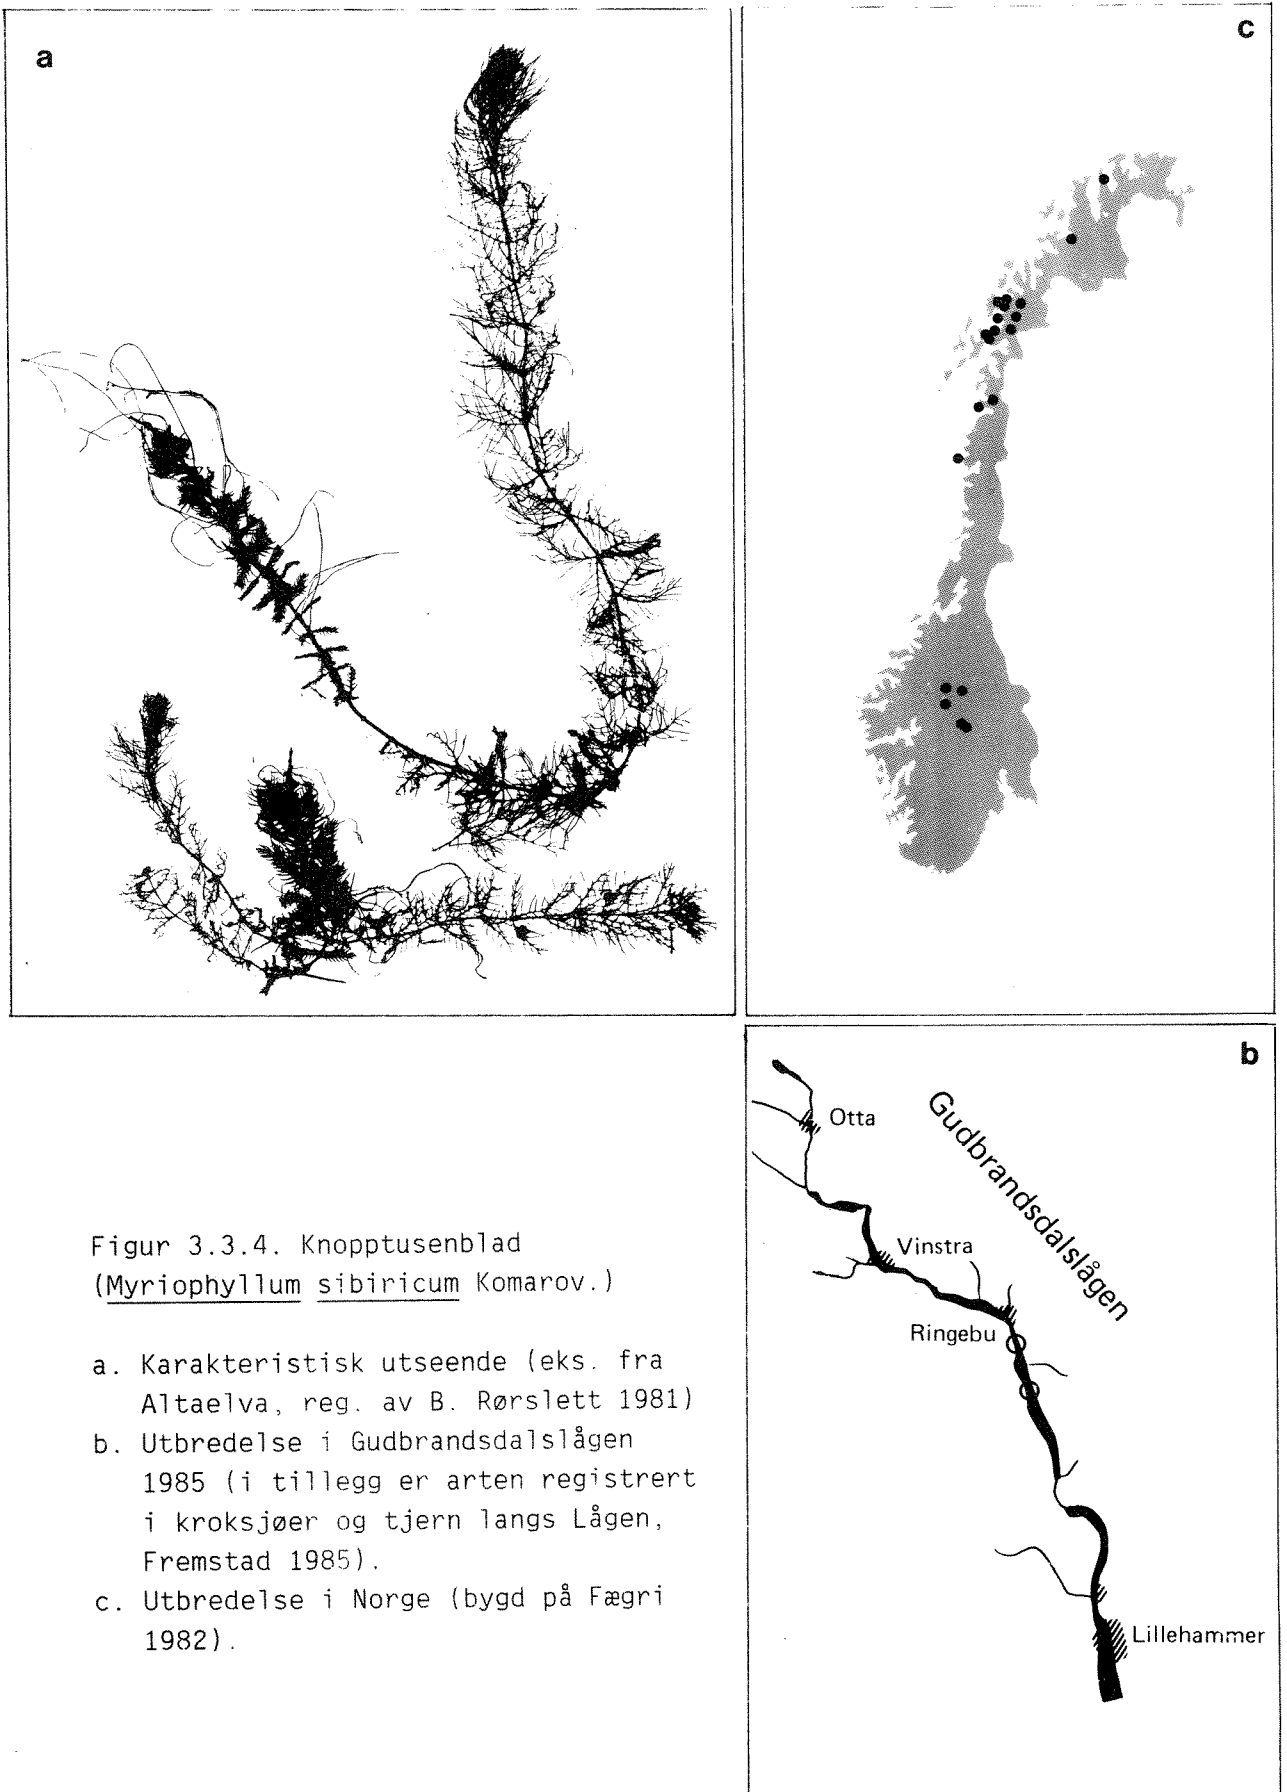 a
c
b
Otta
Gudbrandsdalslågen
Vinstra
Ringebu
Lillehammer
Figur 3.3.4. Knopptusenblad
(Myriophyllum sibiricum Komarov.)
a. Karakteristisk utseende (eks. fra
Altaelva, reg. av B. Rørslett 1981)
b. Utbredelse i Gudbrandsdalslågen
1985 (i tillegg er arten registrert
i kroksjøer og tjern langs Lågen,
Fremstad 1985).
c. Utbredelse i Norge (bygd på Fægri
1982).